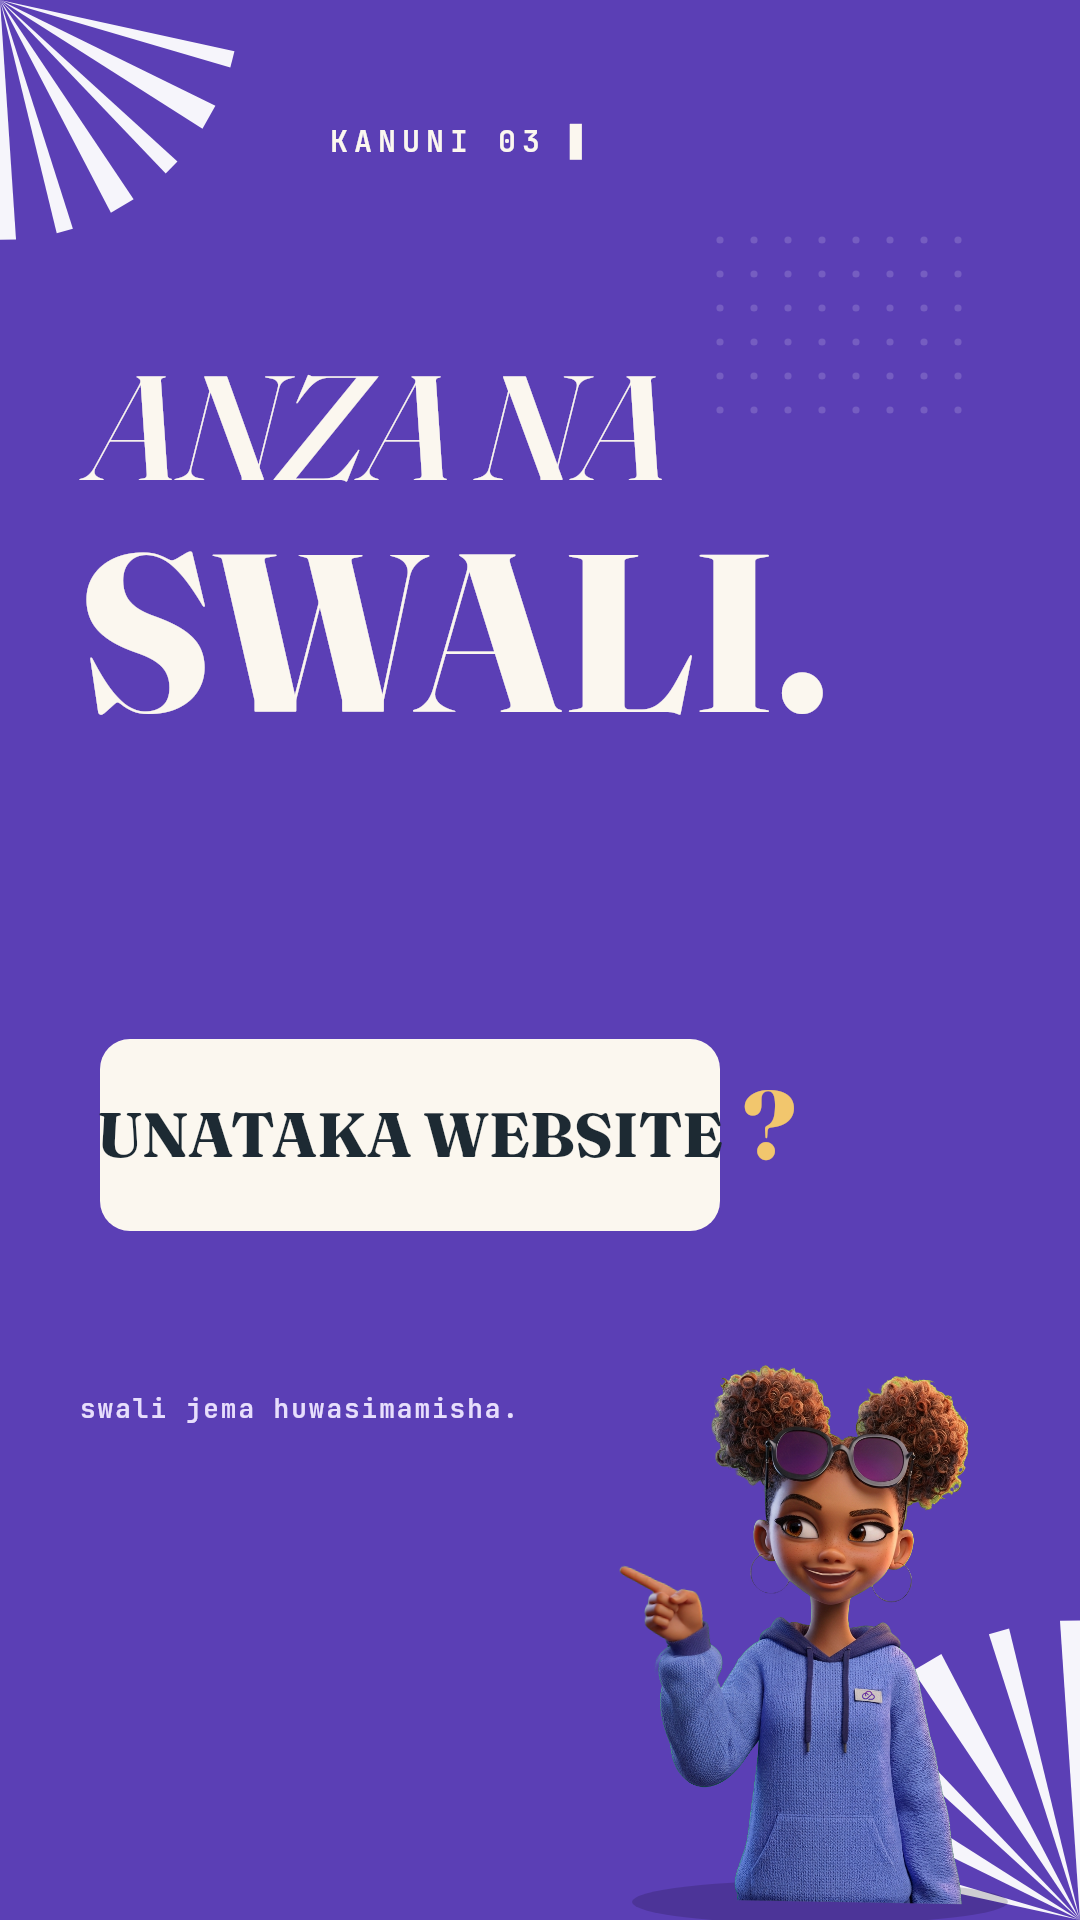 KANUNI 03
ANZA NA
SWALI.
UNATAKA WEBSITE ?
swali jema huwasimamisha.